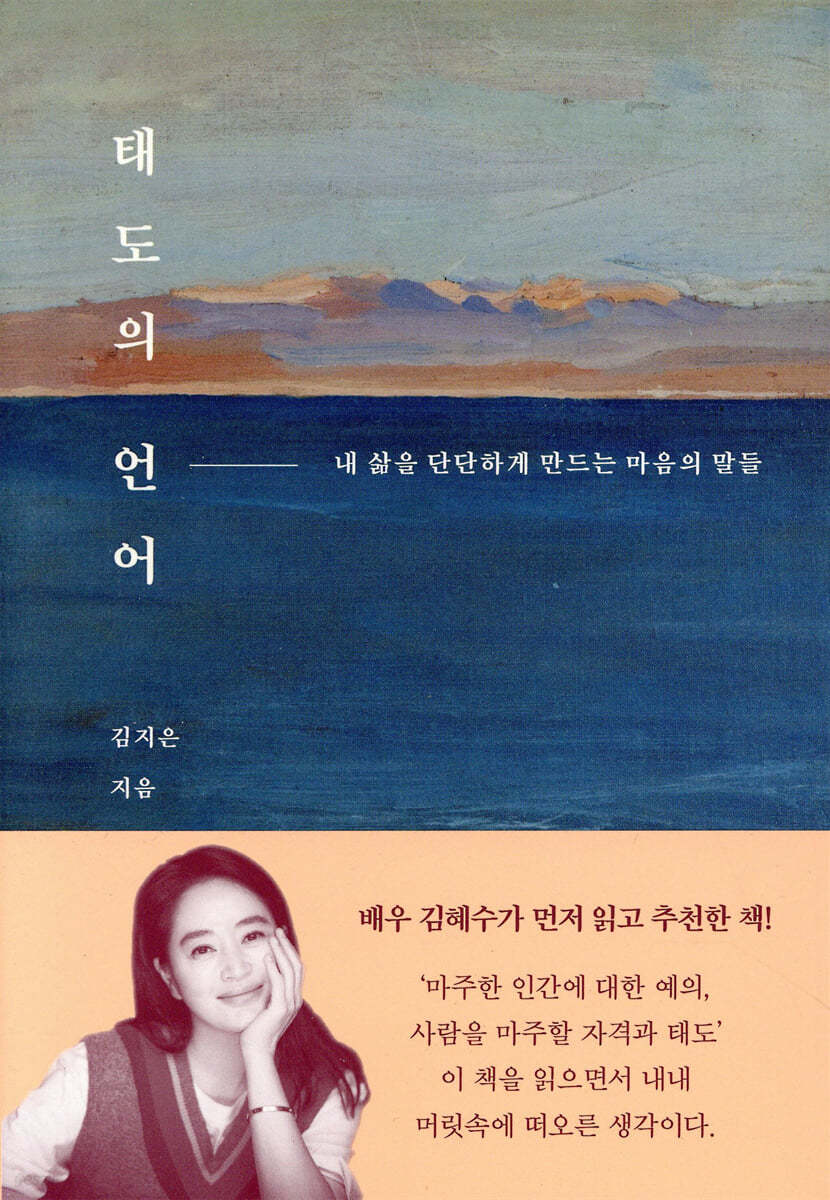 태도의 언어
내 삶을 단단하게 만드는 마음의 말들
김지은
지음
배우 김혜수가 먼저 읽고 추천한 책!
‘마주한 인간에 대한 예의,
사람을 마주할 자격과 태도’
이 책을 읽으면서 내내
머릿속에 떠오른 생각이다.